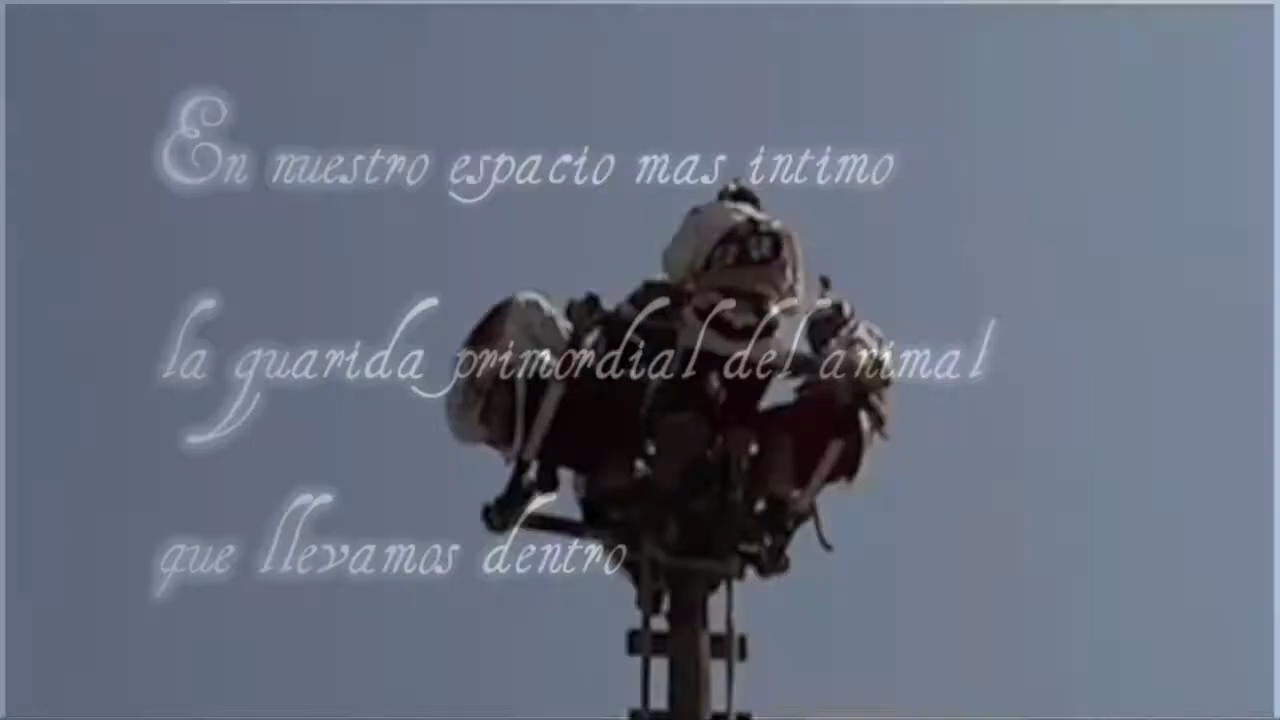 En nuestro espacio mas intimo
la guarida primordial del animal
que llevamos dentro